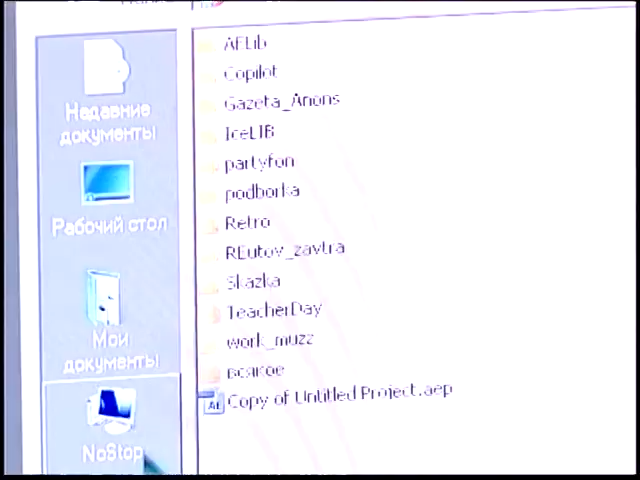 Недавние
документы
Рабочий стол
Мои
документы
NoStop
AELib
Copilot
Gazeta_Anons
IceLIB
partyfon
podborka
Retro
REutov_zavtra
Skazka
TeacherDay
work_muzz
всякое
Copy of Untitled Project.aep